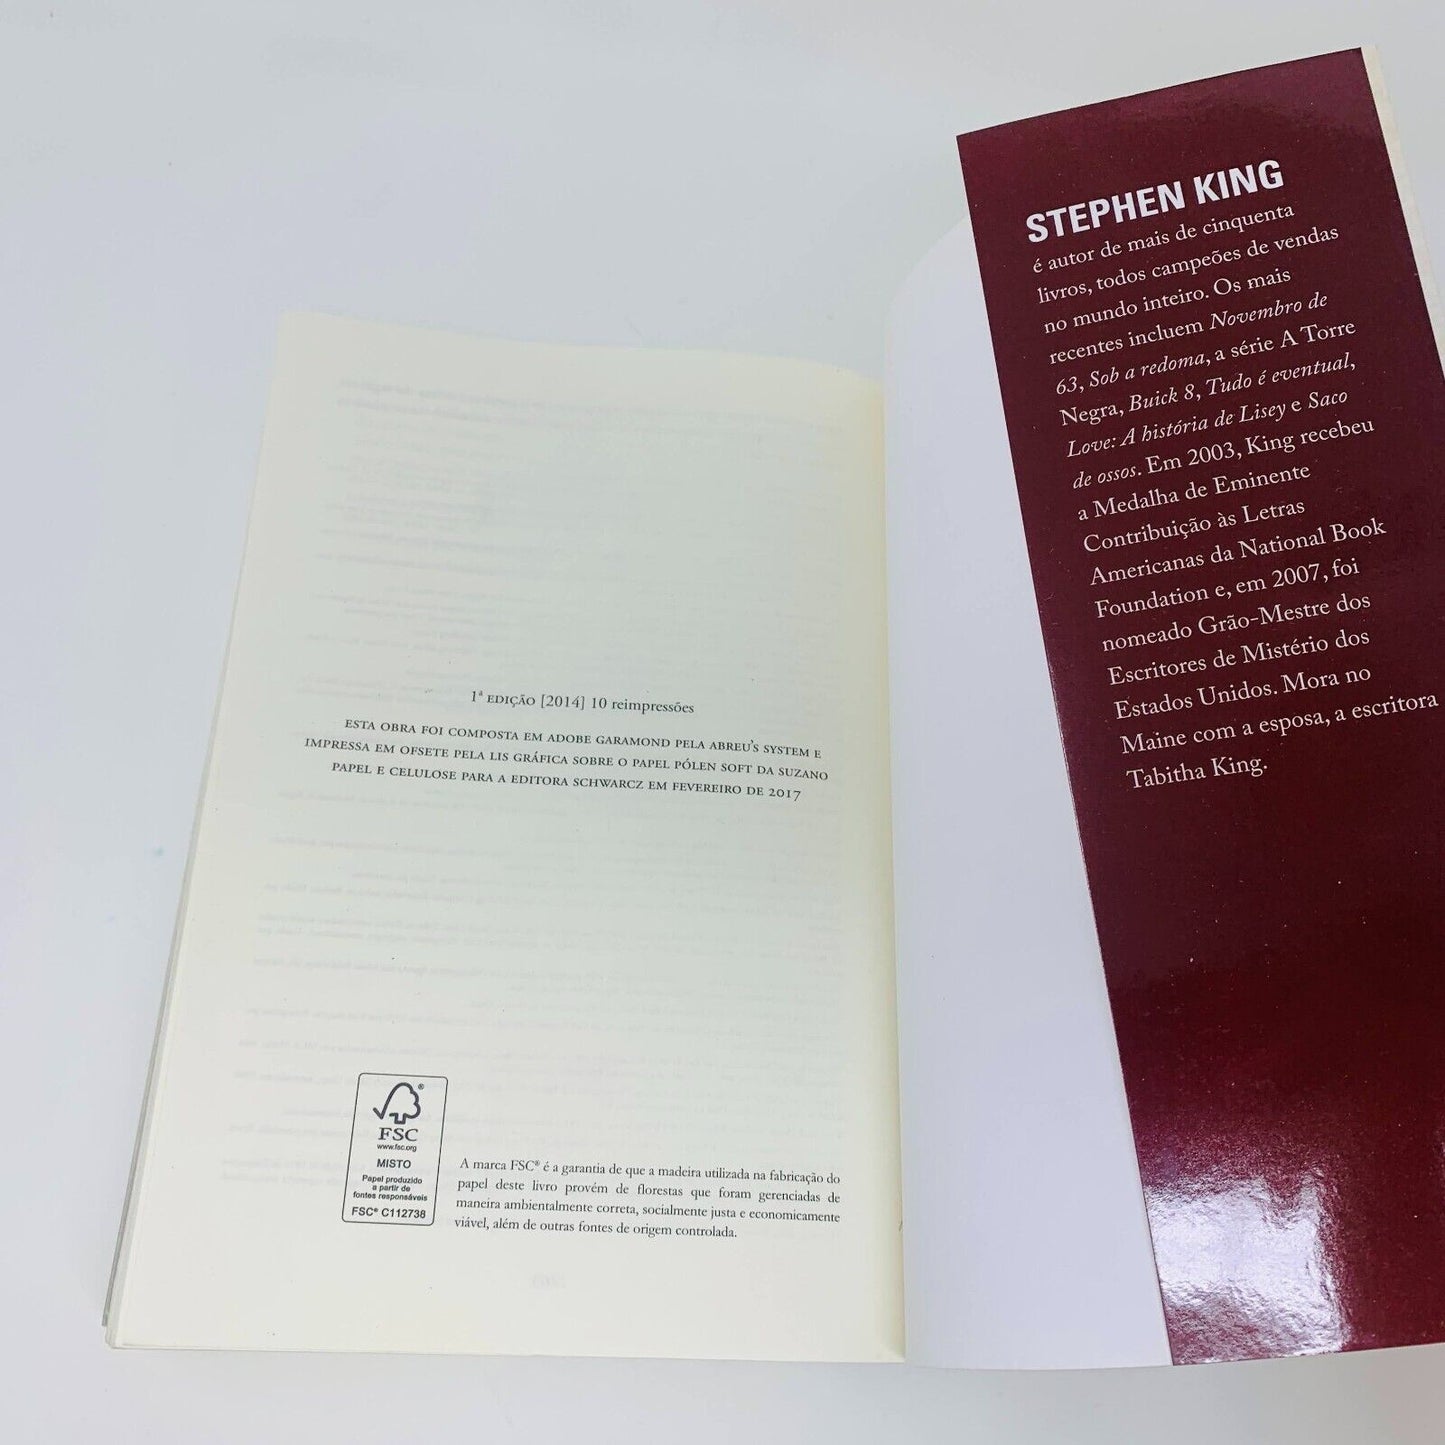 1ª EDIÇÃO [2014] 10 reimpressões
ESTA OBRA FOI COMPOSTA EM ADOBE GARAMOND PELA ABREU'S SYSTEM E
IMPRESSA EM OFSETE PELA LIS GRÁFICA SOBRE O PAPEL PÓLEN SOFT DA SUZANO
PAPEL E CELULOSE PARA A EDITORA SCHWARCZ EM FEVEREIRO DE 2017
®
FSC
www.fsc.org
MISTO
Papel produzido
a partir de
fontes responsáveis
FSC® C112738
A marca FSC® é a garantia de que a madeira utilizada na fabricação do
papel deste livro provém de florestas que foram gerenciadas de
maneira ambientalmente correta, socialmente justa e economicamente
viável, além de outras fontes de origem controlada.
STEPHEN KING
é autor de mais de cinquenta
livros, todos campeões de vendas
no mundo inteiro. Os mais
recentes incluem Novembro de
63, Sob a redoma, a série A Torre
Negra, Buick 8, Tudo é eventual,
Love: A história de Lisey e Saco
de ossos. Em 2003, King recebeu
a Medalha de Eminente
Contribuição às Letras
Americanas da National Book
Foundation e, em 2007, foi
nomeado Grão-Mestre dos
Escritores de Mistério dos
Estados Unidos. Mora no
Maine com a esposa, a escritora
Tabitha King.